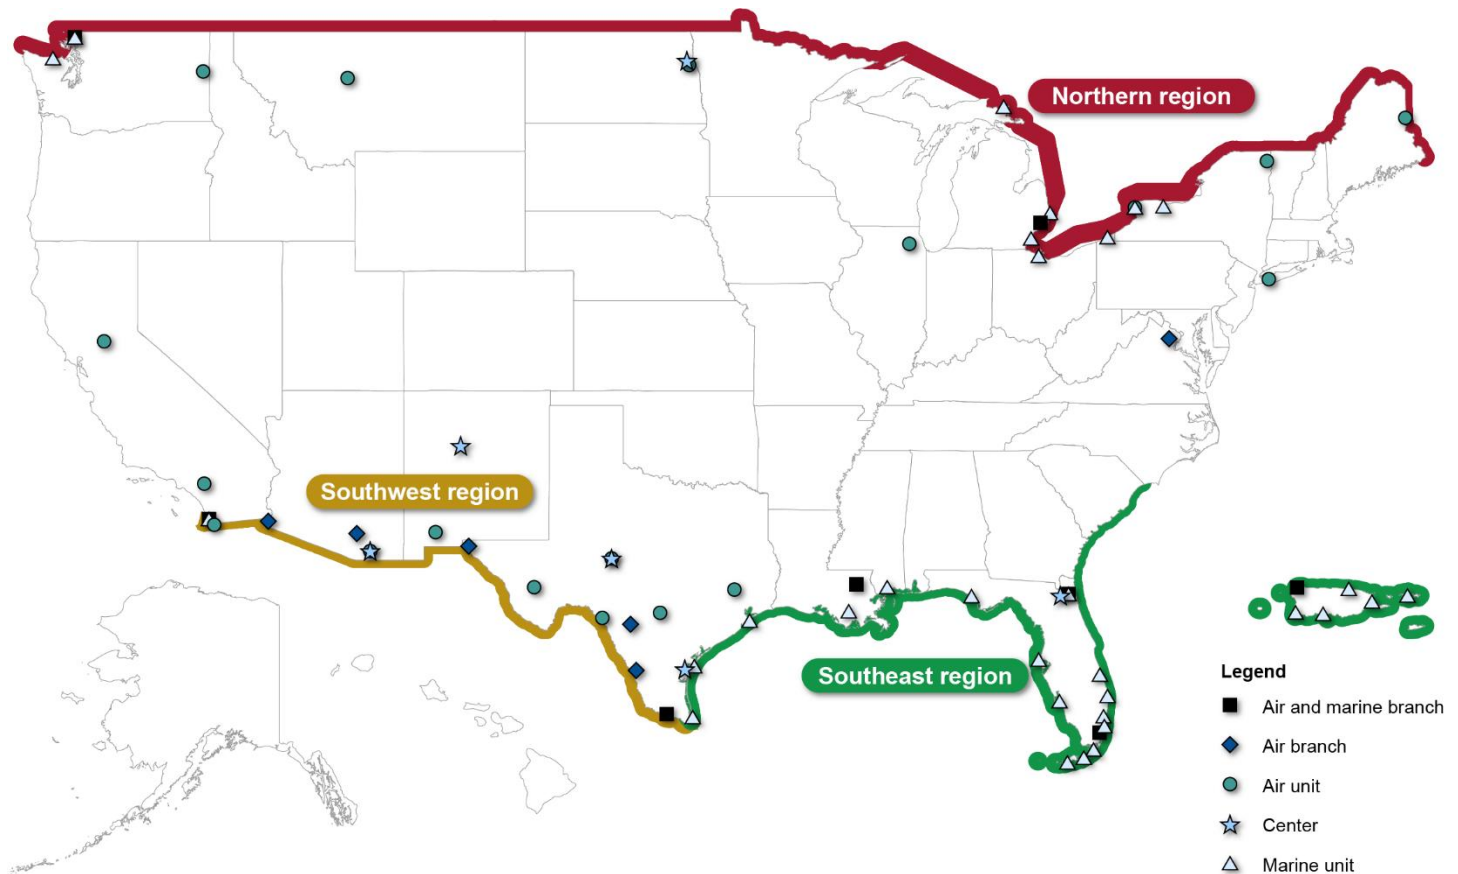 Northern region
Southwest region
Southeast region
Legend
Air and marine branch
Air branch
Air unit
Center
Marine unit